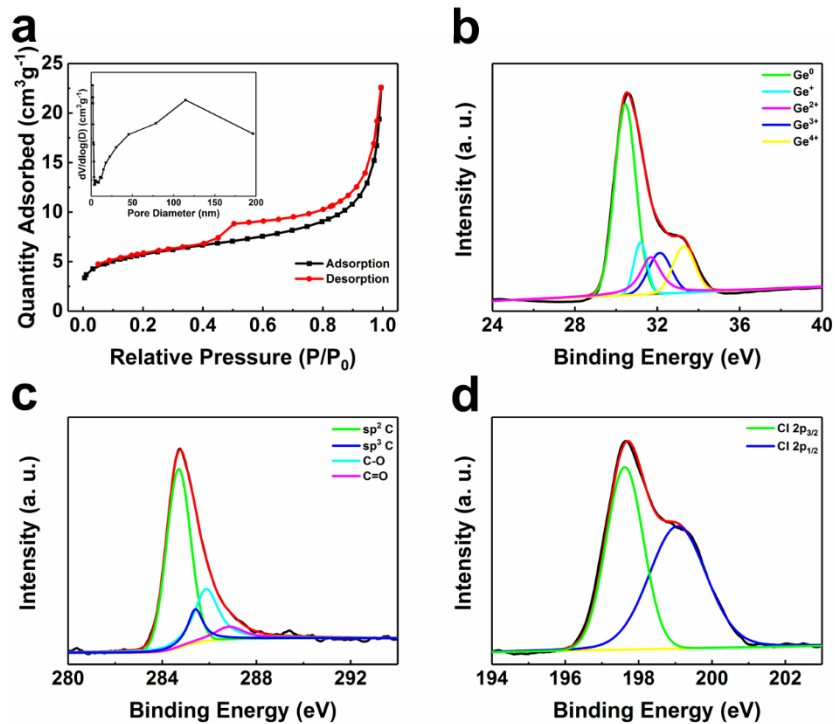 a
Quantity Adsorbed (cm³g⁻¹)
25
20
15
10
5
0
0.0 0.2 0.4 0.6 0.8 1.0
Relative Pressure (P/P₀)
Adsorption
Desorption
dV/dlog(D) (cm³g⁻¹)
0 50 100 150 200
Pore Diameter (nm)
b
Intensity (a. u.)
Ge⁰
Ge⁺
Ge²⁺
Ge³⁺
Ge⁴⁺
24 28 32 36 40
Binding Energy (eV)
c
Intensity (a. u.)
sp² C
sp³ C
C-O
C=O
280 284 288 292
Binding Energy (eV)
d
Intensity (a. u.)
Cl 2p₃/₂
Cl 2p₁/₂
194 196 198 200 202
Binding Energy (eV)